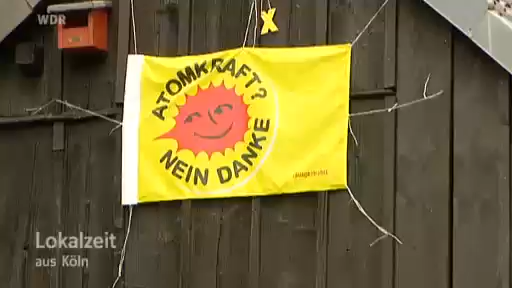 WDR
X
ATOMKRAFT?
NEIN DANKE
Lokalzeit
aus Köln